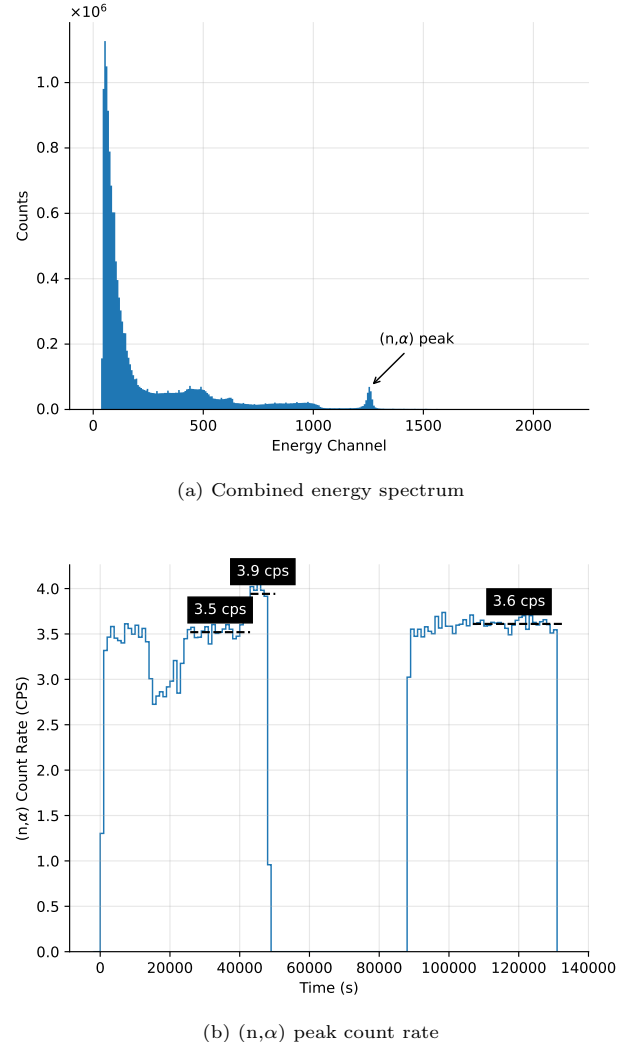 ×10⁶
1.0
0.8
0.6
0.4
0.2
0.0
Counts
(n,α) peak
0 500 1000 1500 2000
Energy Channel
(a) Combined energy spectrum
4.0
3.5
3.0
2.5
2.0
1.5
1.0
0.5
0.0
(n,α) Count Rate (CPS)
3.9 cps
3.5 cps
3.6 cps
0 20000 40000 60000 80000 100000 120000 140000
Time (s)
(b) (n,α) peak count rate